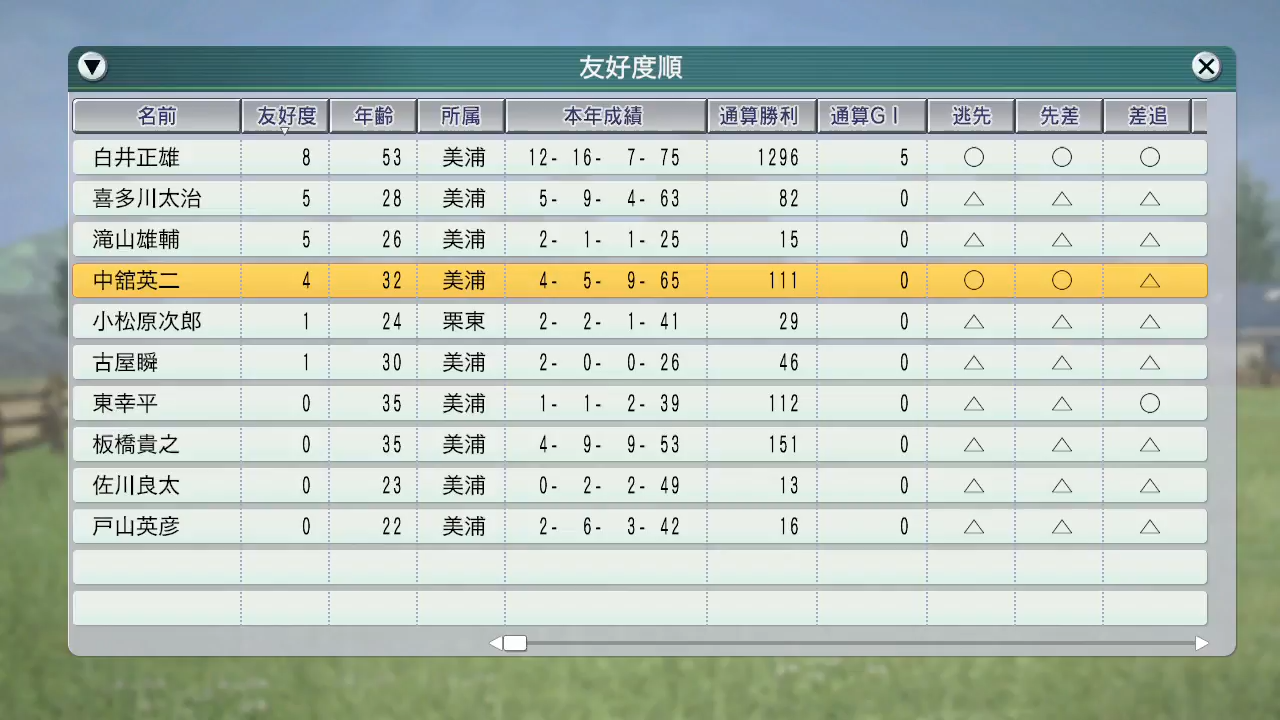 友好度順
名前 友好度 年齢 所属 本年成績 通算勝利 通算GⅠ 逃先 先差 差追
白井正雄 8 53 美浦 12- 16- 7- 75 1296 5 ○ ○ ○
喜多川太治 5 28 美浦 5- 9- 4- 63 82 0 △ △ △
滝山雄輔 5 26 美浦 2- 1- 1- 25 15 0 △ △ △
中舘英二 4 32 美浦 4- 5- 9- 65 111 0 ○ ○ △
小松原次郎 1 24 栗東 2- 2- 1- 41 29 0 △ △ △
古屋瞬 1 30 美浦 2- 0- 0- 26 46 0 △ △ △
東幸平 0 35 美浦 1- 1- 2- 39 112 0 △ △ ○
板橋貴之 0 35 美浦 4- 9- 9- 53 151 0 △ △ △
佐川良太 0 23 美浦 0- 2- 2- 49 13 0 △ △ △
戸山英彦 0 22 美浦 2- 6- 3- 42 16 0 △ △ △